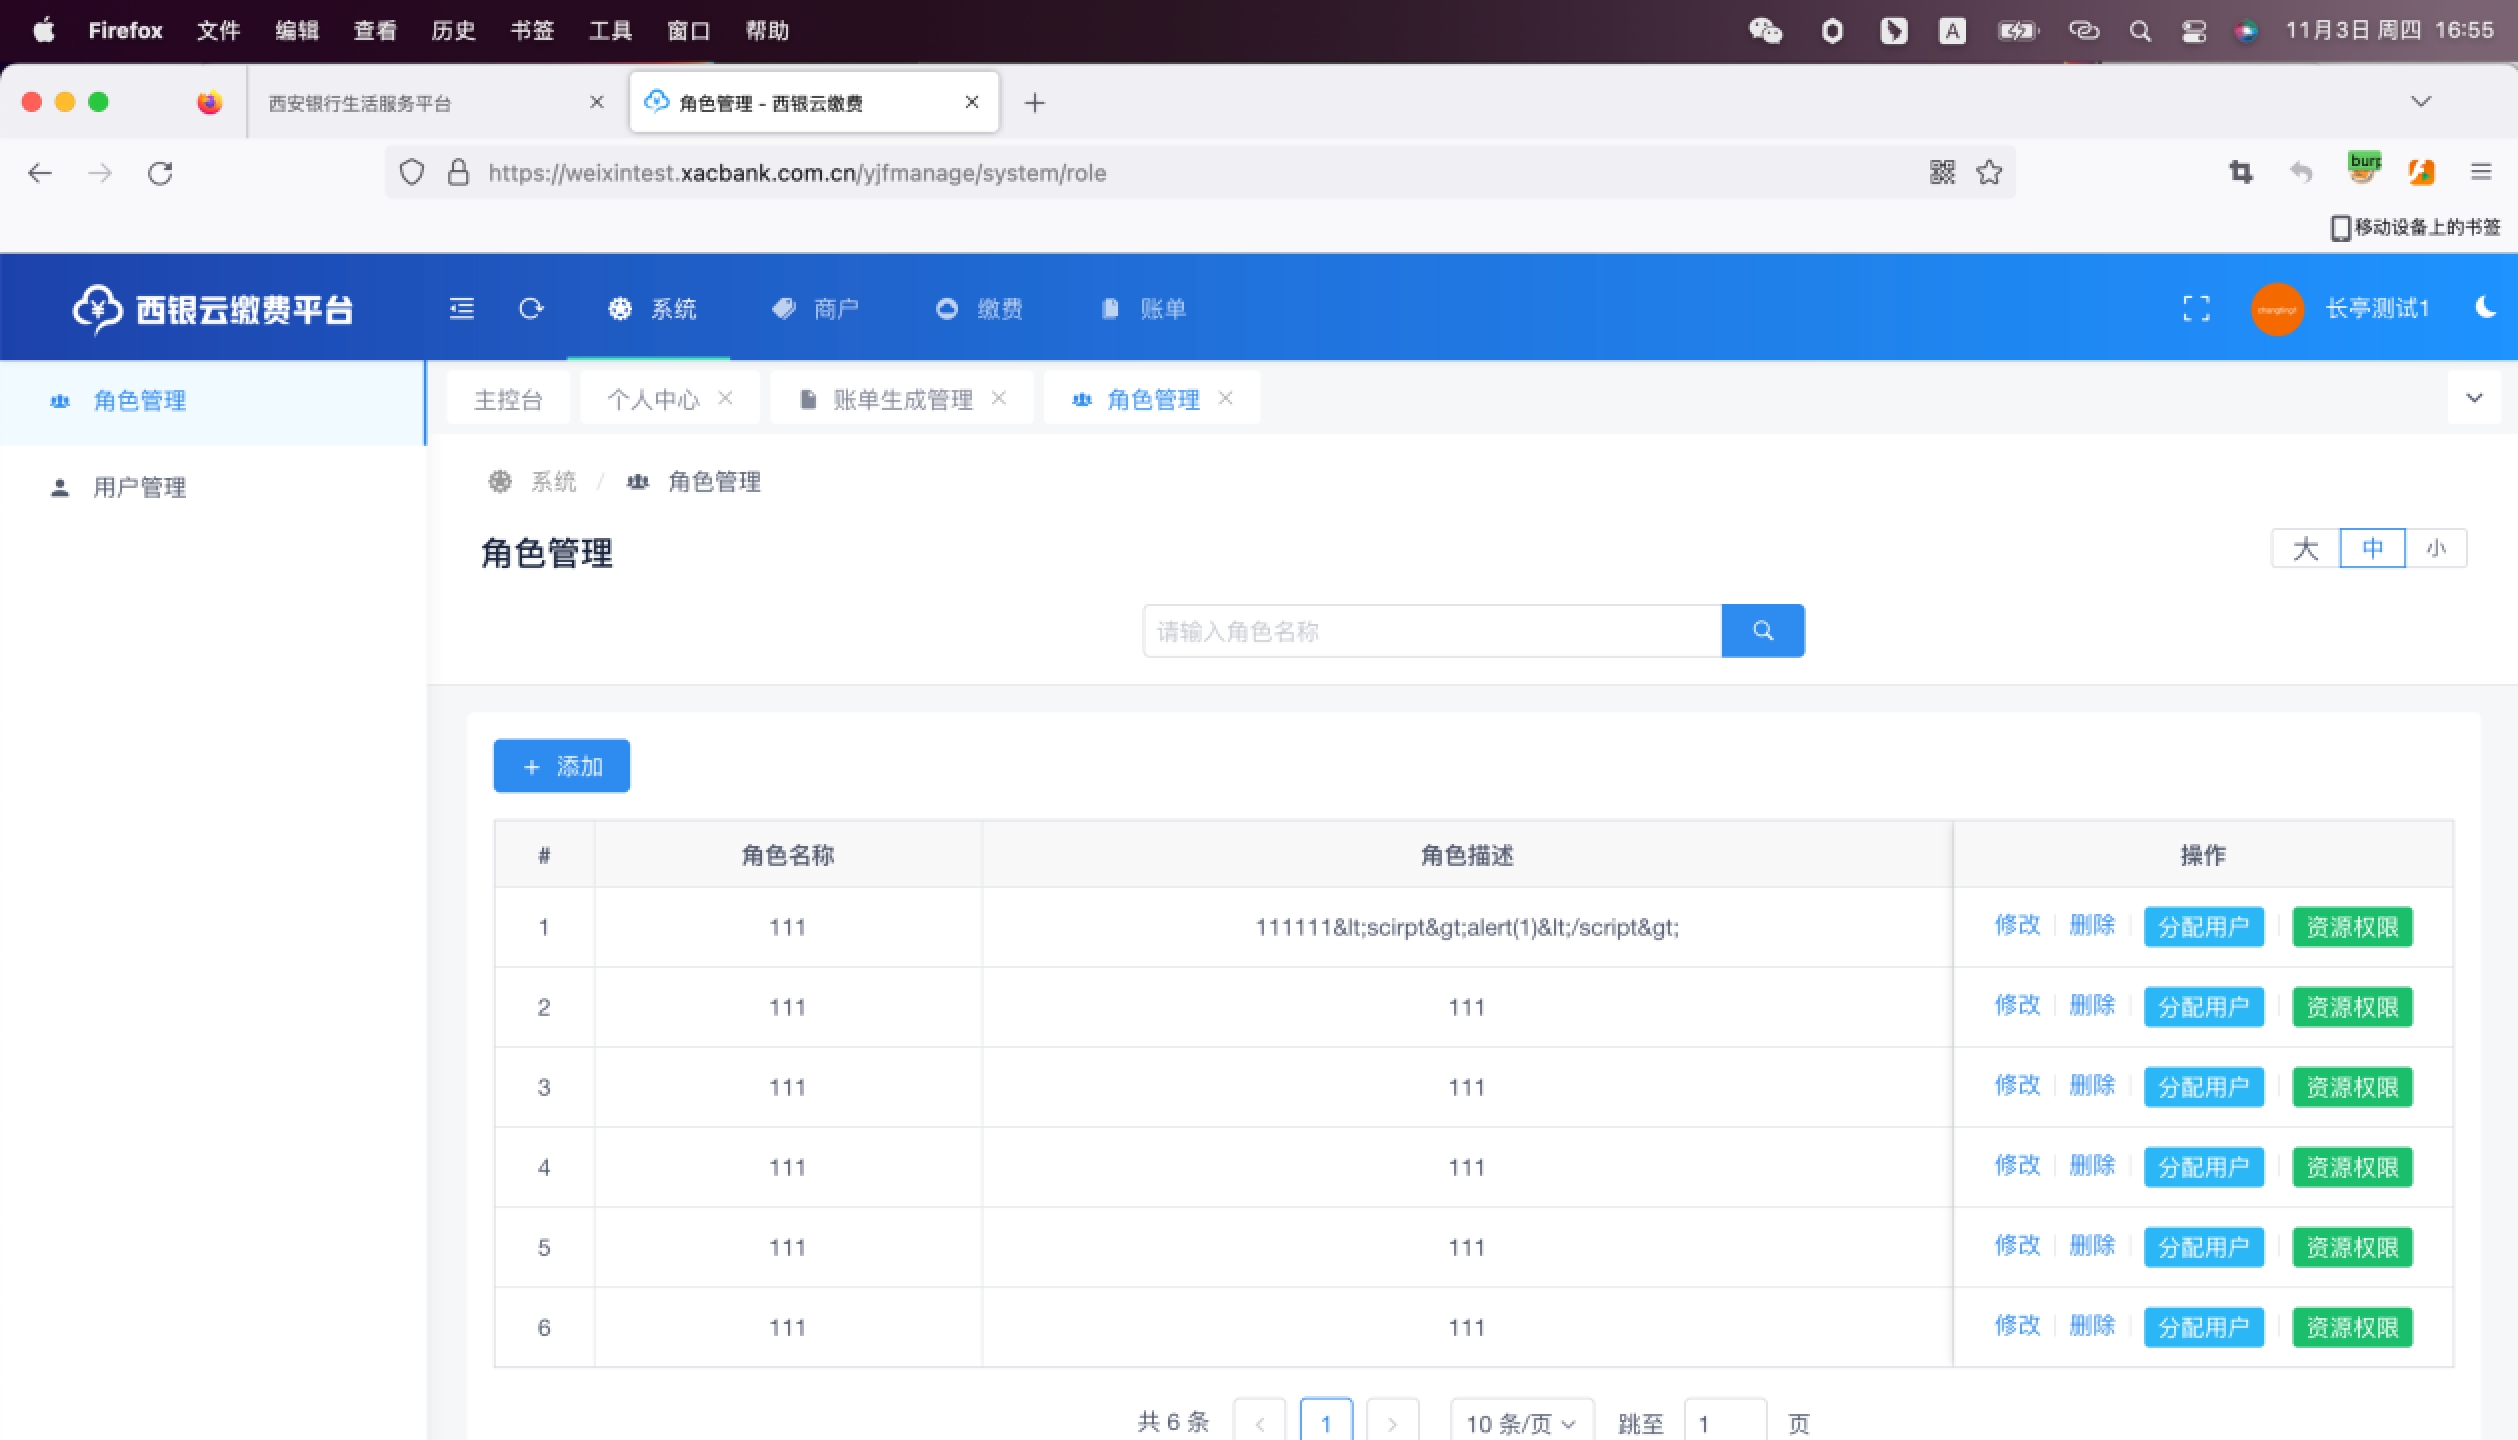 Firefox 文件 编辑 查看 历史 书签 工具 窗口 帮助 A 11月3日 周四 16:55
西安银行生活服务平台 角色管理 - 西银云缴费
https://weixintest.xacbank.com.cn/yjfmanage/system/role burp
移动设备上的书签
西银云缴费平台 系统 商户 缴费 账单 长亭测试1
角色管理 主控台 个人中心 账单生成管理 角色管理
系统 / 角色管理
用户管理
角色管理 大 中 小
请输入角色名称
+ 添加
# 角色名称 角色描述 操作
1 111 111111&lt;scirpt&gt;alert(1)&lt;/script&gt; 修改 删除 分配用户 资源权限
2 111 111 修改 删除 分配用户 资源权限
3 111 111 修改 删除 分配用户 资源权限
4 111 111 修改 删除 分配用户 资源权限
5 111 111 修改 删除 分配用户 资源权限
6 111 111 修改 删除 分配用户 资源权限
共 6 条 < 1 > 10 条/页 跳至 1 页